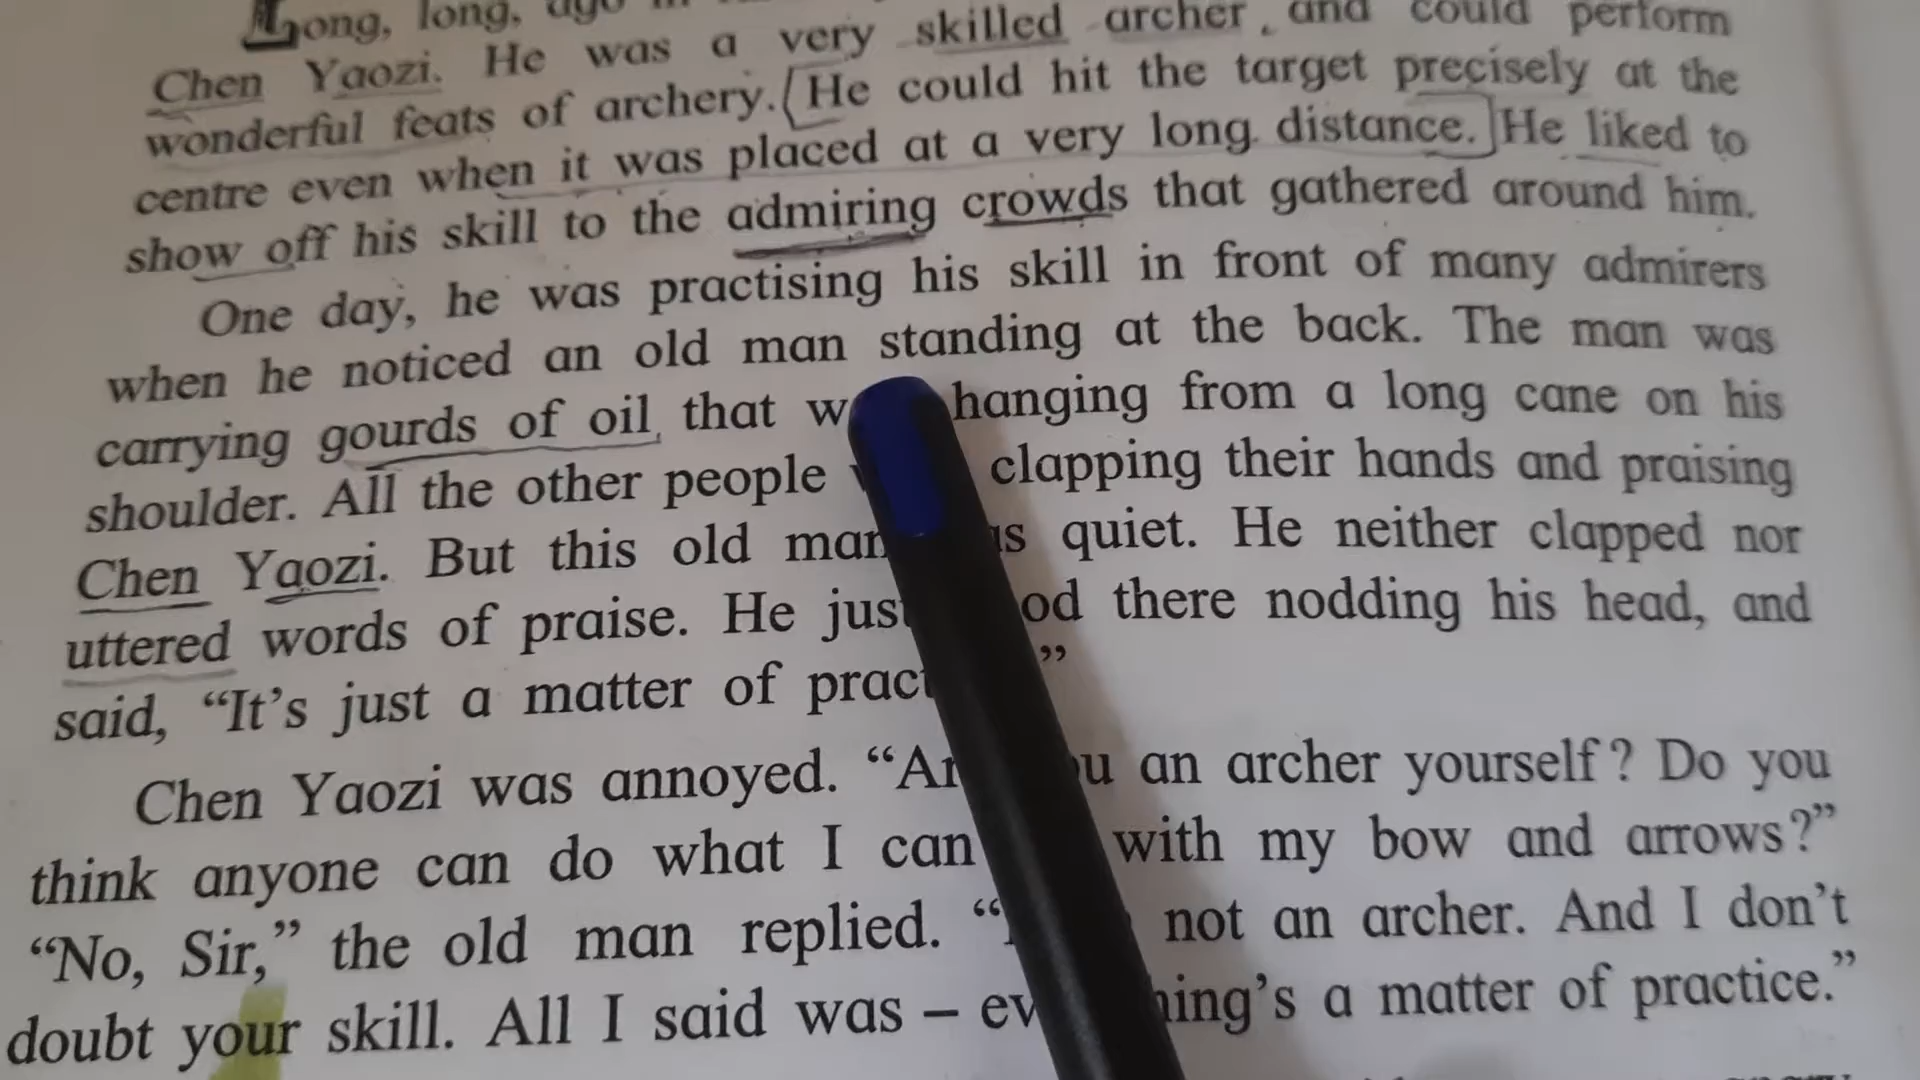 Long, long, ago in
Chen Yaozi. He was a very skilled archer, and could perform
wonderful feats of archery. He could hit the target precisely at the
centre even when it was placed at a very long distance. He liked to
show off his skill to the admiring crowds that gathered around him.
One day, he was practising his skill in front of many admirers
when he noticed an old man standing at the back. The man was
carrying gourds of oil that hanging from a long cane on his
shoulder. All the other people clapping their hands and praising
Chen Yaozi. But this old man quiet. He neither clapped nor
uttered words of praise. He just there nodding his head, and
said, “It’s just a matter of pract ”
Chen Yaozi was annoyed. “Ar an archer yourself? Do you
think anyone can do what I can with my bow and arrows?”
“No, Sir,” the old man replied. “ not an archer. And I don’t
doubt your skill. All I said was – ev hing’s a matter of practice.”